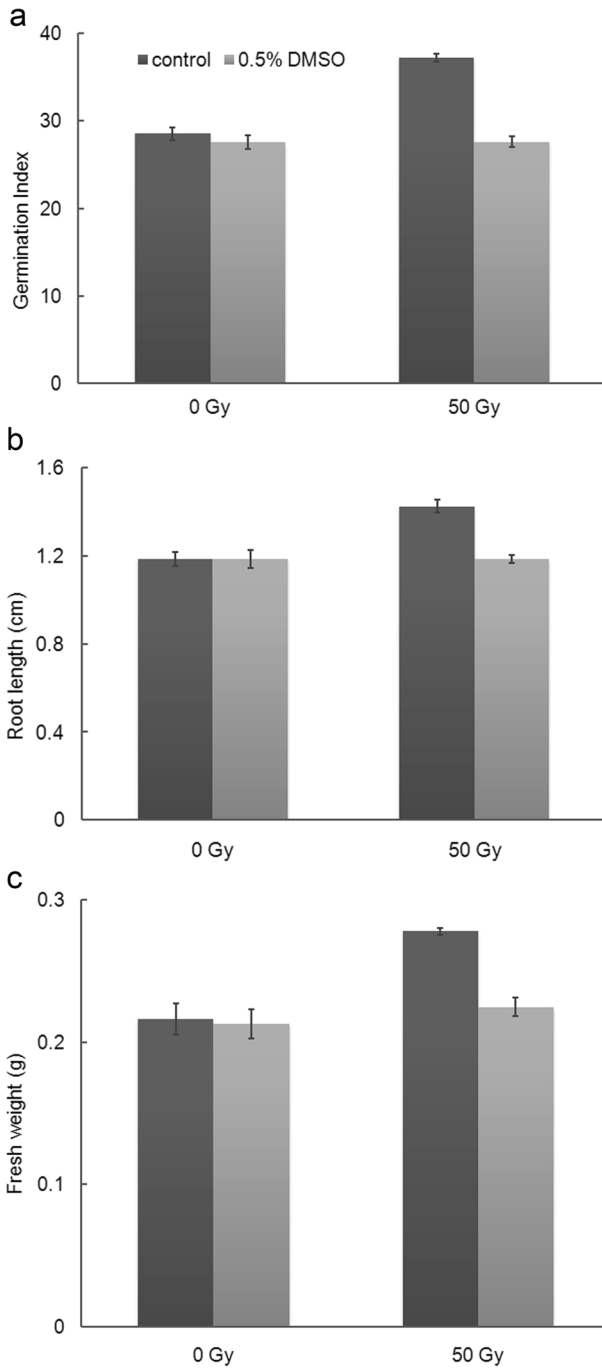 a
control 0.5% DMSO
40
30
20
10
0
Germination Index
0 Gy 50 Gy
b
1.6
1.2
0.8
0.4
0
Root length (cm)
0 Gy 50 Gy
c
0.3
0.2
0.1
0
Fresh weight (g)
0 Gy 50 Gy